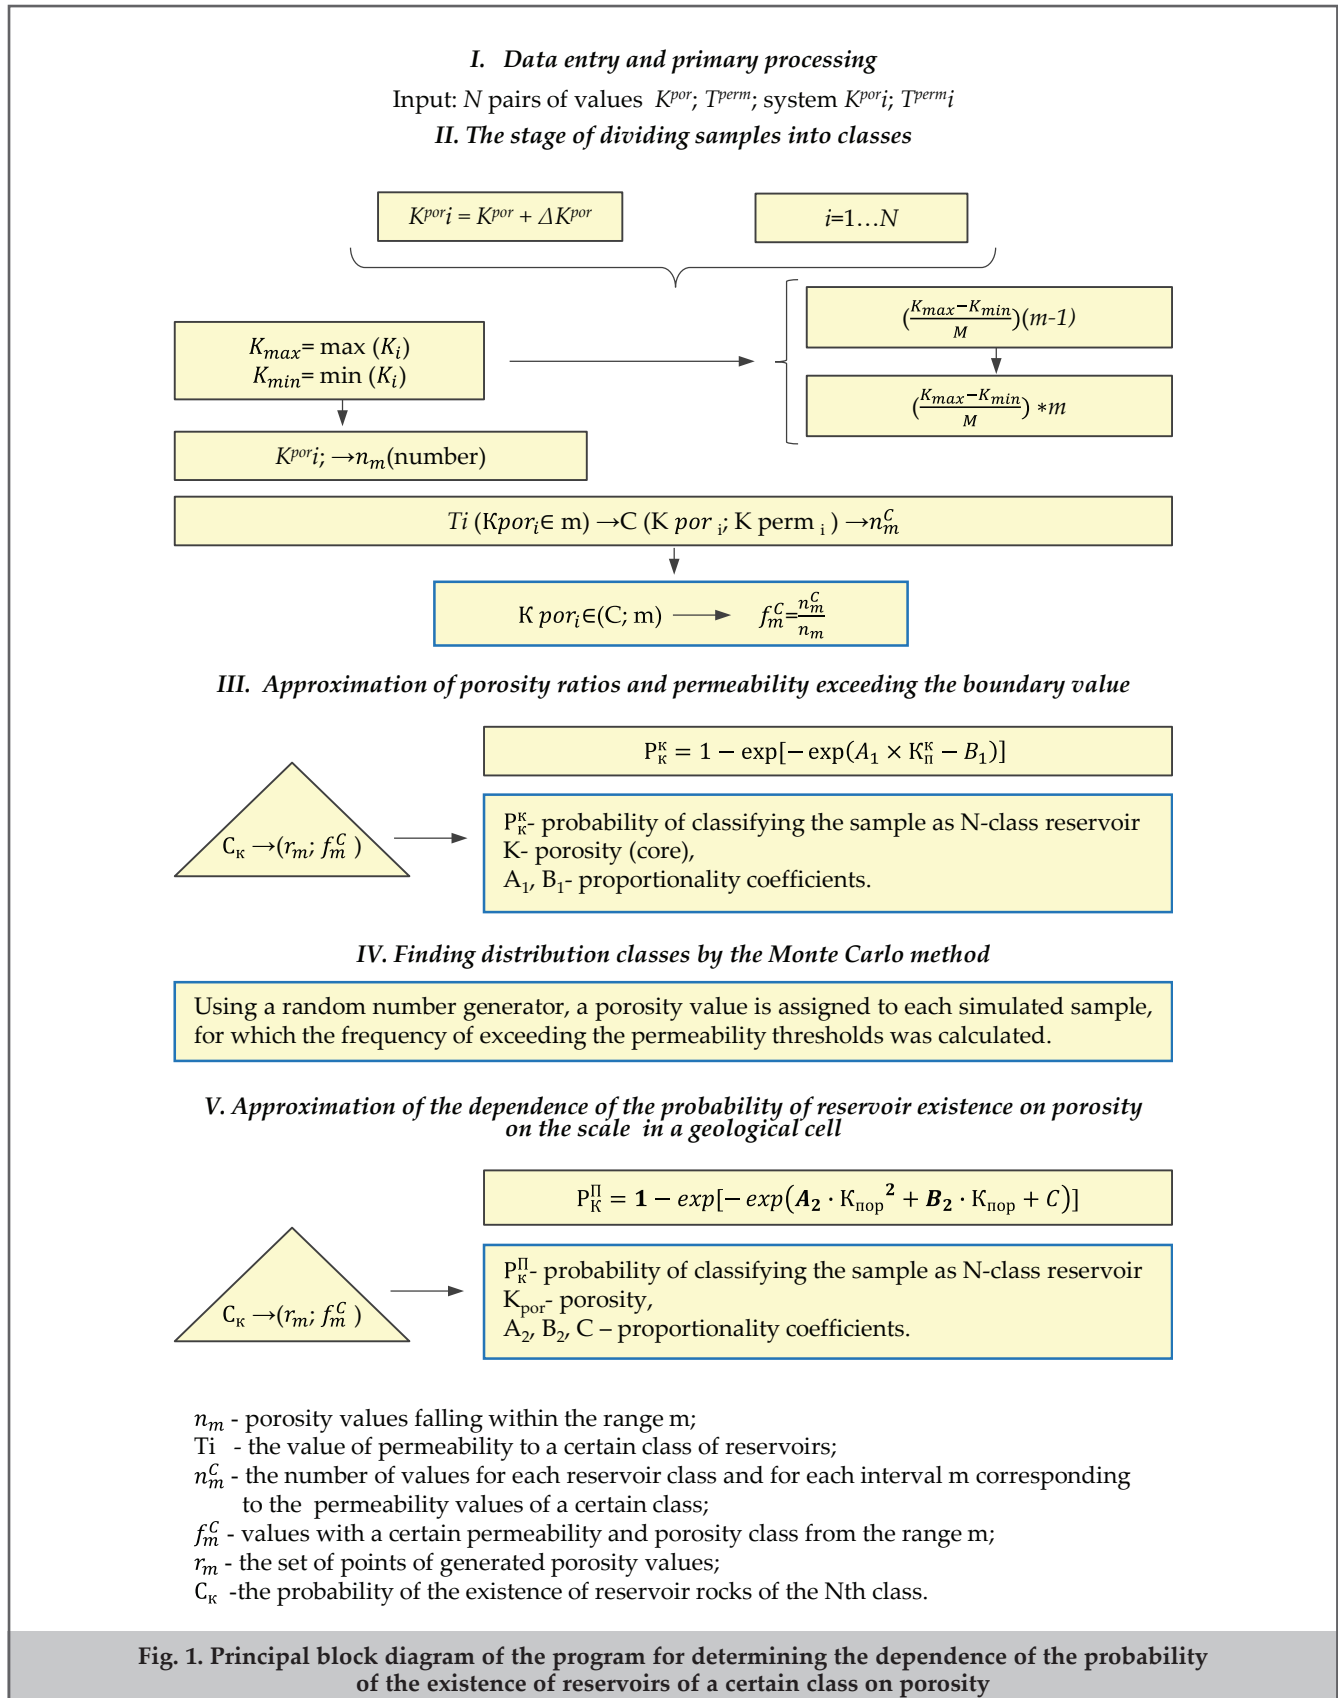 I. Data entry and primary processing
Input: N pairs of values K^por; T^perm; system K^por i; T^perm i
II. The stage of dividing samples into classes
K^por i = K^por + ΔK^por
i=1…N
K_max= max (K_i)
K_min= min (K_i)
((K_max−K_min)/M)(m-1)
((K_max−K_min)/M) *m
K^por i; →n_m(number)
Ti (Кpor_i∈ m) →C (K por _i; K perm _i ) →n_m^C
К por_i∈(C; m) → f_m^C=n_m^C/n_m
III. Approximation of porosity ratios and permeability exceeding the boundary value
P_к^к = 1 − exp[− exp(A_1 × К_п^к − B_1)]
C_к →(r_m; f_m^C )
P_к^к- probability of classifying the sample as N-class reservoir
K- porosity (core),
A_1, B_1- proportionality coefficients.
IV. Finding distribution classes by the Monte Carlo method
Using a random number generator, a porosity value is assigned to each simulated sample,
for which the frequency of exceeding the permeability thresholds was calculated.
V. Approximation of the dependence of the probability of reservoir existence on porosity
on the scale in a geological cell
P_К^П = 1 − exp[− exp(A_2 · К_пор^2 + B_2 · К_пор + C)]
C_к →(r_m; f_m^C )
P_к^П- probability of classifying the sample as N-class reservoir
K_por- porosity,
A_2, B_2, C – proportionality coefficients.
n_m - porosity values falling within the range m;
Ti - the value of permeability to a certain class of reservoirs;
n_m^C - the number of values for each reservoir class and for each interval m corresponding
to the permeability values of a certain class;
f_m^C - values with a certain permeability and porosity class from the range m;
r_m - the set of points of generated porosity values;
C_к -the probability of the existence of reservoir rocks of the Nth class.
Fig. 1. Principal block diagram of the program for determining the dependence of the probability
of the existence of reservoirs of a certain class on porosity